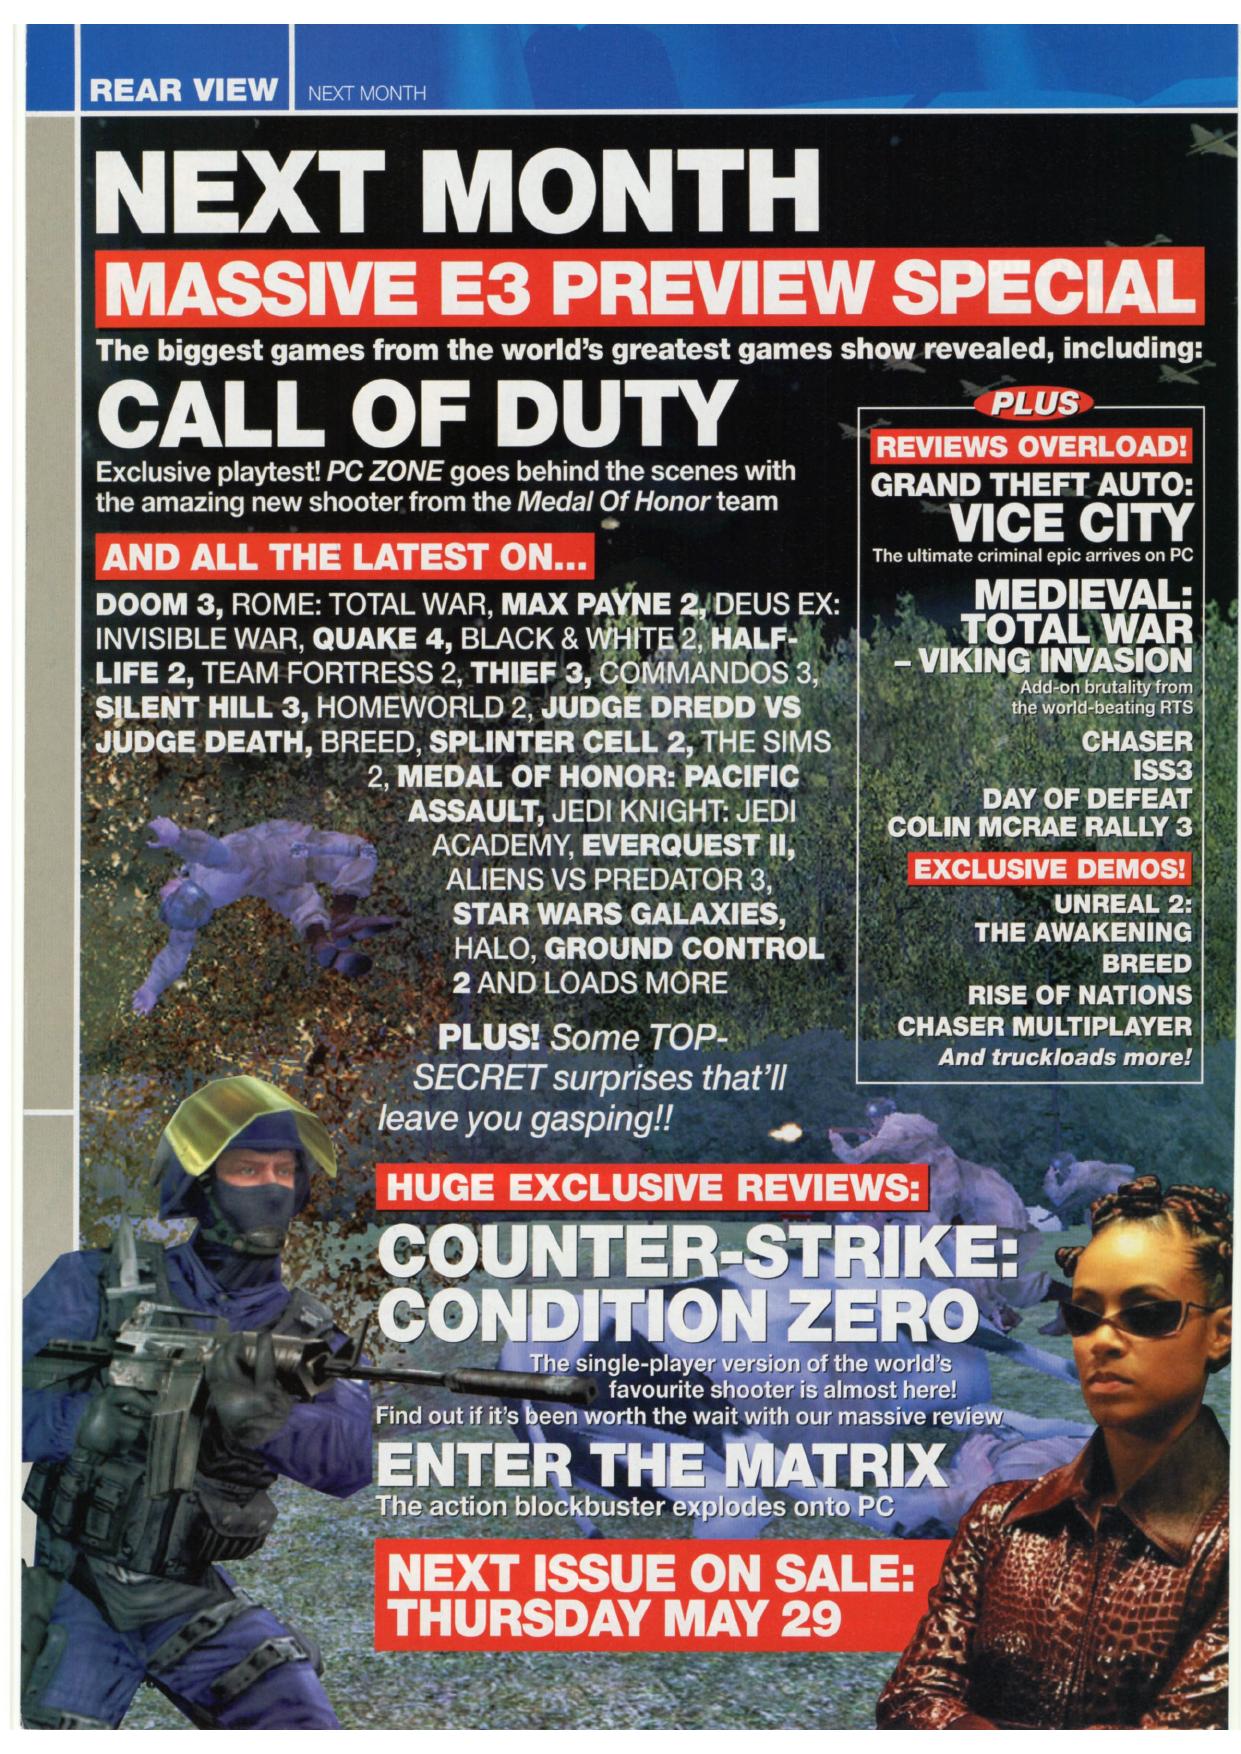 REAR VIEW
NEXT MONTH
NEXT MONTH
MASSIVE E3 PREVIEW SPECIAL
The biggest games from the world's greatest games show revealed, including:
CALL OF DUTY
Exclusive playtest! PC ZONE goes behind the scenes with
the amazing new shooter from the Medal Of Honor team
AND ALL THE LATEST ON...
DOOM 3, ROME: TOTAL WAR, MAX PAYNE 2, DEUS EX:
INVISIBLE WAR, QUAKE 4, BLACK & WHITE 2, HALF-
LIFE 2, TEAM FORTRESS 2, THIEF 3, COMMANDOS 3,
SILENT HILL 3, HOMEWORLD 2, JUDGE DREDD VS
JUDGE DEATH, BREED, SPLINTER CELL 2, THE SIMS
2, MEDAL OF HONOR: PACIFIC
ASSAULT, JEDI KNIGHT: JEDI
ACADEMY, EVERQUEST II,
ALIENS VS PREDATOR 3,
STAR WARS GALAXIES,
HALO, GROUND CONTROL
2 AND LOADS MORE
PLUS! Some TOP-
SECRET surprises that'll
leave you gasping!!
PLUS
REVIEWS OVERLOAD!
GRAND THEFT AUTO:
VICE CITY
The ultimate criminal epic arrives on PC
MEDIEVAL:
TOTAL WAR
– VIKING INVASION
Add-on brutality from
the world-beating RTS
CHASER
ISS3
DAY OF DEFEAT
COLIN MCRAE RALLY 3
EXCLUSIVE DEMOS!
UNREAL 2:
THE AWAKENING
BREED
RISE OF NATIONS
CHASER MULTIPLAYER
And truckloads more!
HUGE EXCLUSIVE REVIEWS:
COUNTER-STRIKE:
CONDITION ZERO
The single-player version of the world's
favourite shooter is almost here!
Find out if it's been worth the wait with our massive review
ENTER THE MATRIX
The action blockbuster explodes onto PC
NEXT ISSUE ON SALE:
THURSDAY MAY 29